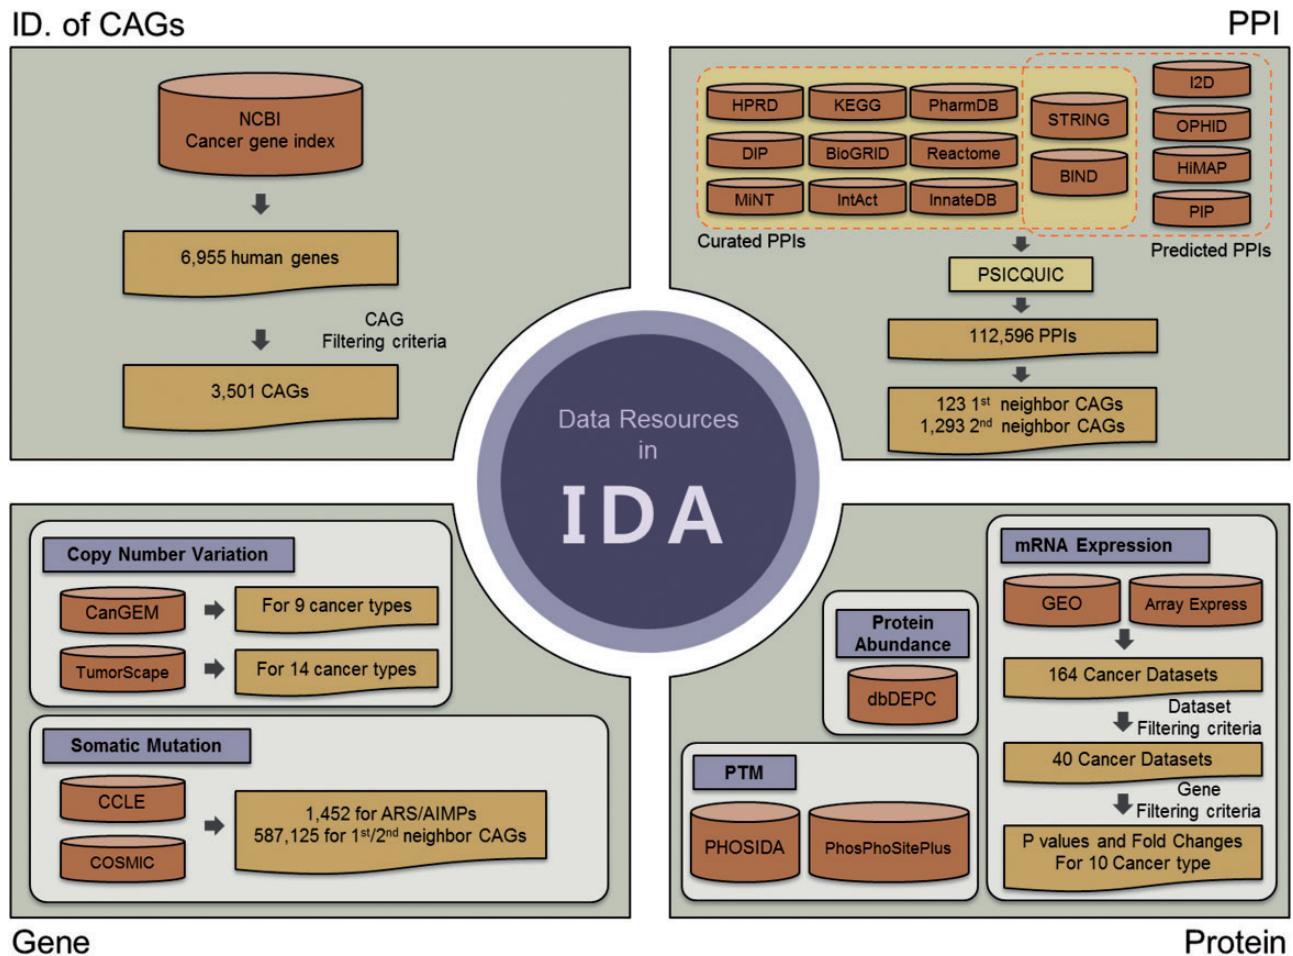 ID. of CAGs
NCBI
Cancer gene index
6,955 human genes
CAG
Filtering criteria
3,501 CAGs
PPI
HPRD
KEGG
PharmDB
DIP
BioGRID
Reactome
MiNT
IntAct
InnateDB
STRING
BIND
I2D
OPHID
HiMAP
PIP
Curated PPIs
Predicted PPIs
PSICQUIC
112,596 PPIs
123 1st neighbor CAGs
1,293 2nd neighbor CAGs
Data Resources
in
IDA
Copy Number Variation
CanGEM
For 9 cancer types
TumorScape
For 14 cancer types
Somatic Mutation
CCLE
COSMIC
1,452 for ARS/AIMPs
587,125 for 1st/2nd neighbor CAGs
Gene
Protein
Abundance
dbDEPC
PTM
PHOSIDA
PhosPhoSitePlus
mRNA Expression
GEO
Array Express
164 Cancer Datasets
Dataset
Filtering criteria
40 Cancer Datasets
Gene
Filtering criteria
P values and Fold Changes
For 10 Cancer type
Protein